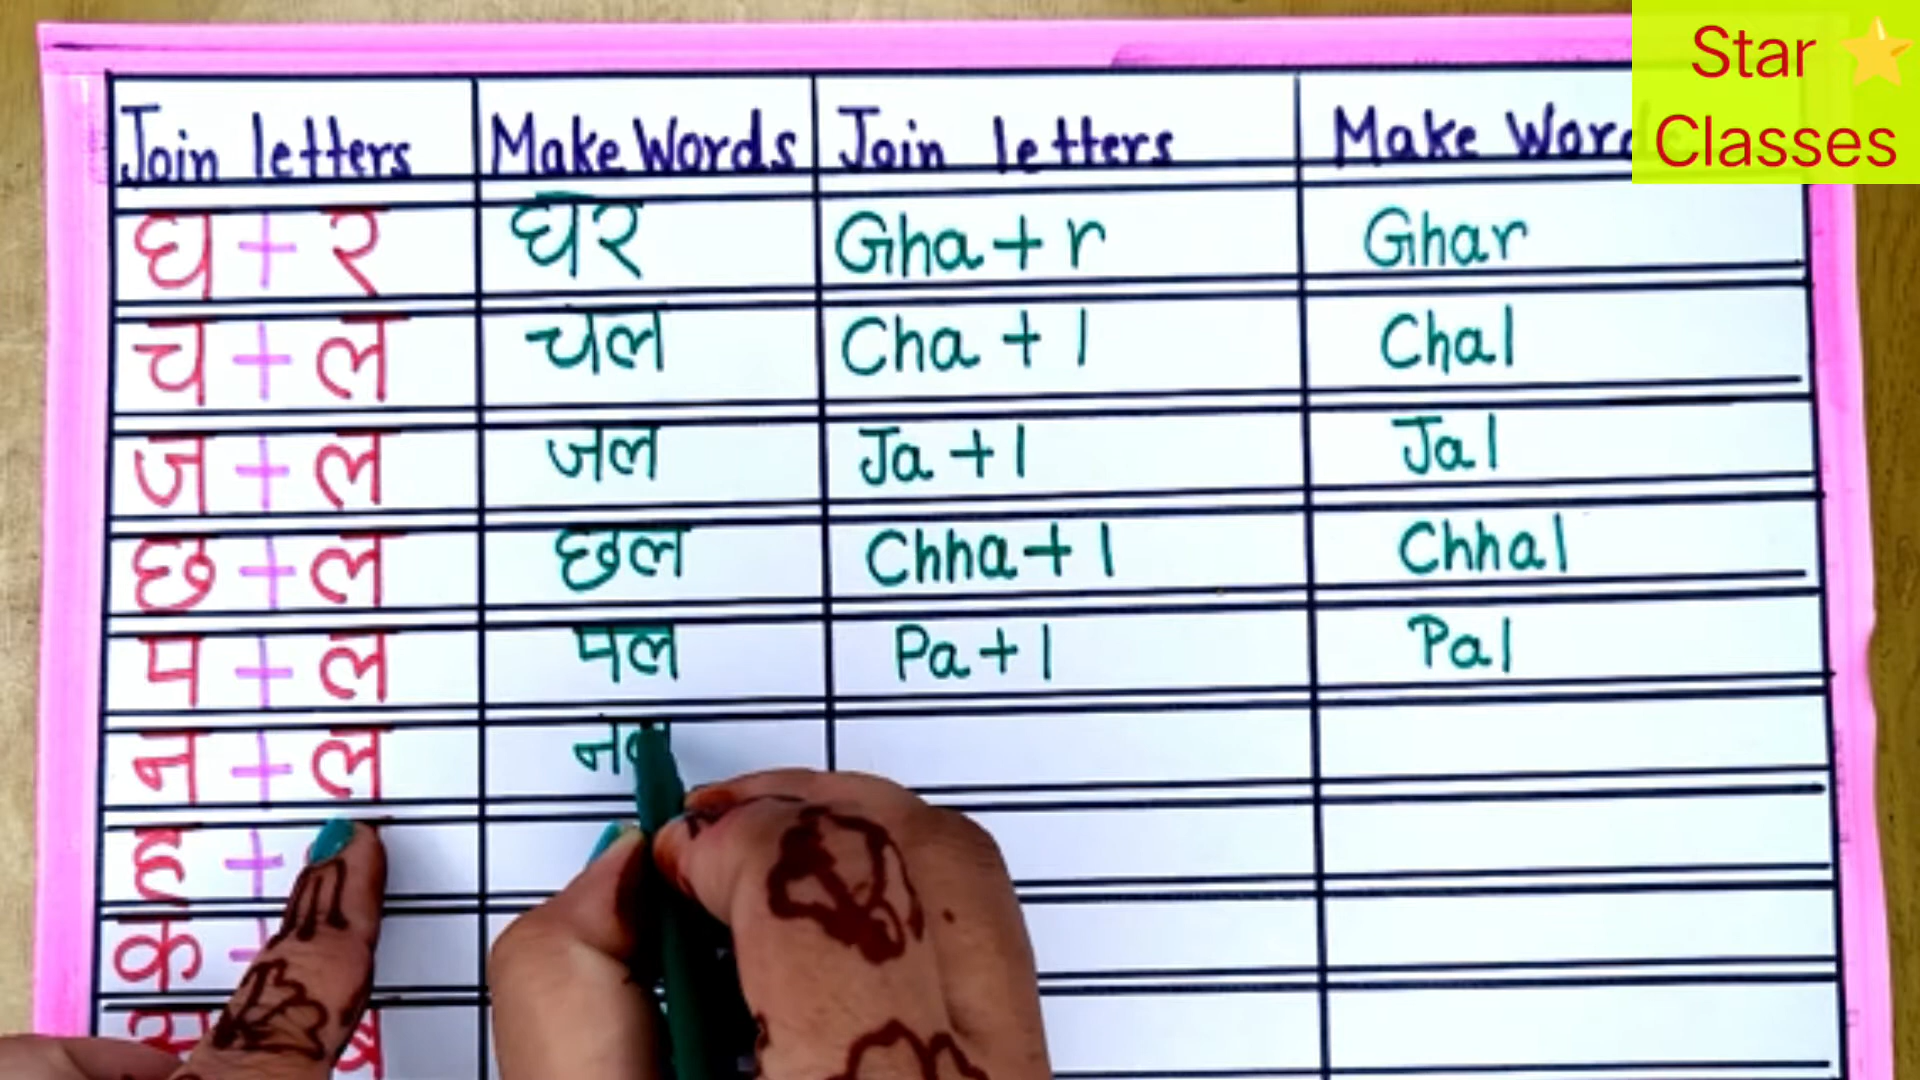 Star ⭐
Classes
Join letters Make Words Join letters Make
घ + र घर Gha + r Ghar
च + ल चल Cha + l Chal
ज + ल जल Ja + l Jal
छ + ल छल Chha + l Chhal
प + ल पल Pa + l Pal
न + ल न
ह +
क +